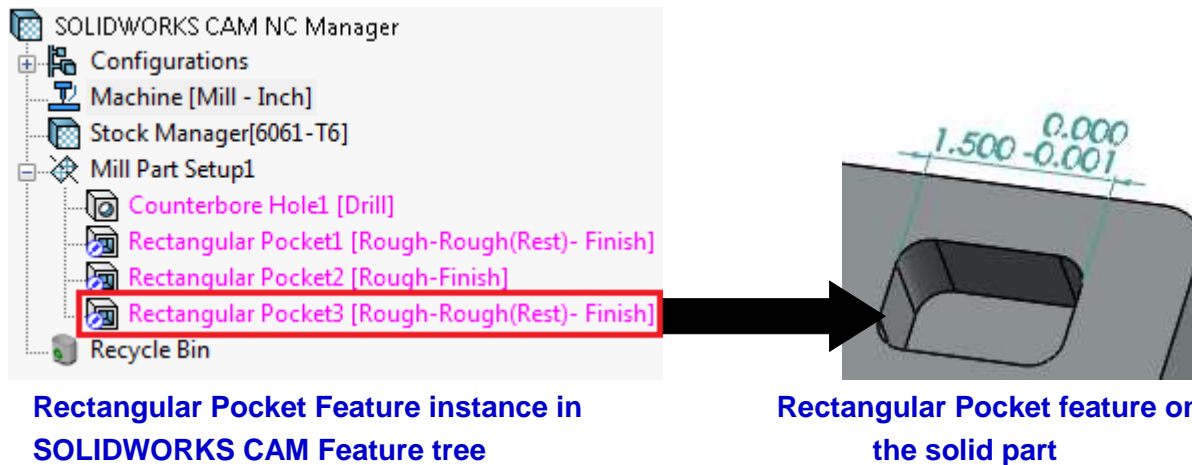 SOLIDWORKS CAM NC Manager
Configurations
Machine [Mill - Inch]
Stock Manager[6061-T6]
Mill Part Setup1
Counterbore Hole1 [Drill]
Rectangular Pocket1 [Rough-Rough(Rest)- Finish]
Rectangular Pocket2 [Rough-Finish]
Rectangular Pocket3 [Rough-Rough(Rest)- Finish]
Recycle Bin
0.000
1.500 -0.001
Rectangular Pocket Feature instance in
SOLIDWORKS CAM Feature tree
Rectangular Pocket feature on
the solid part